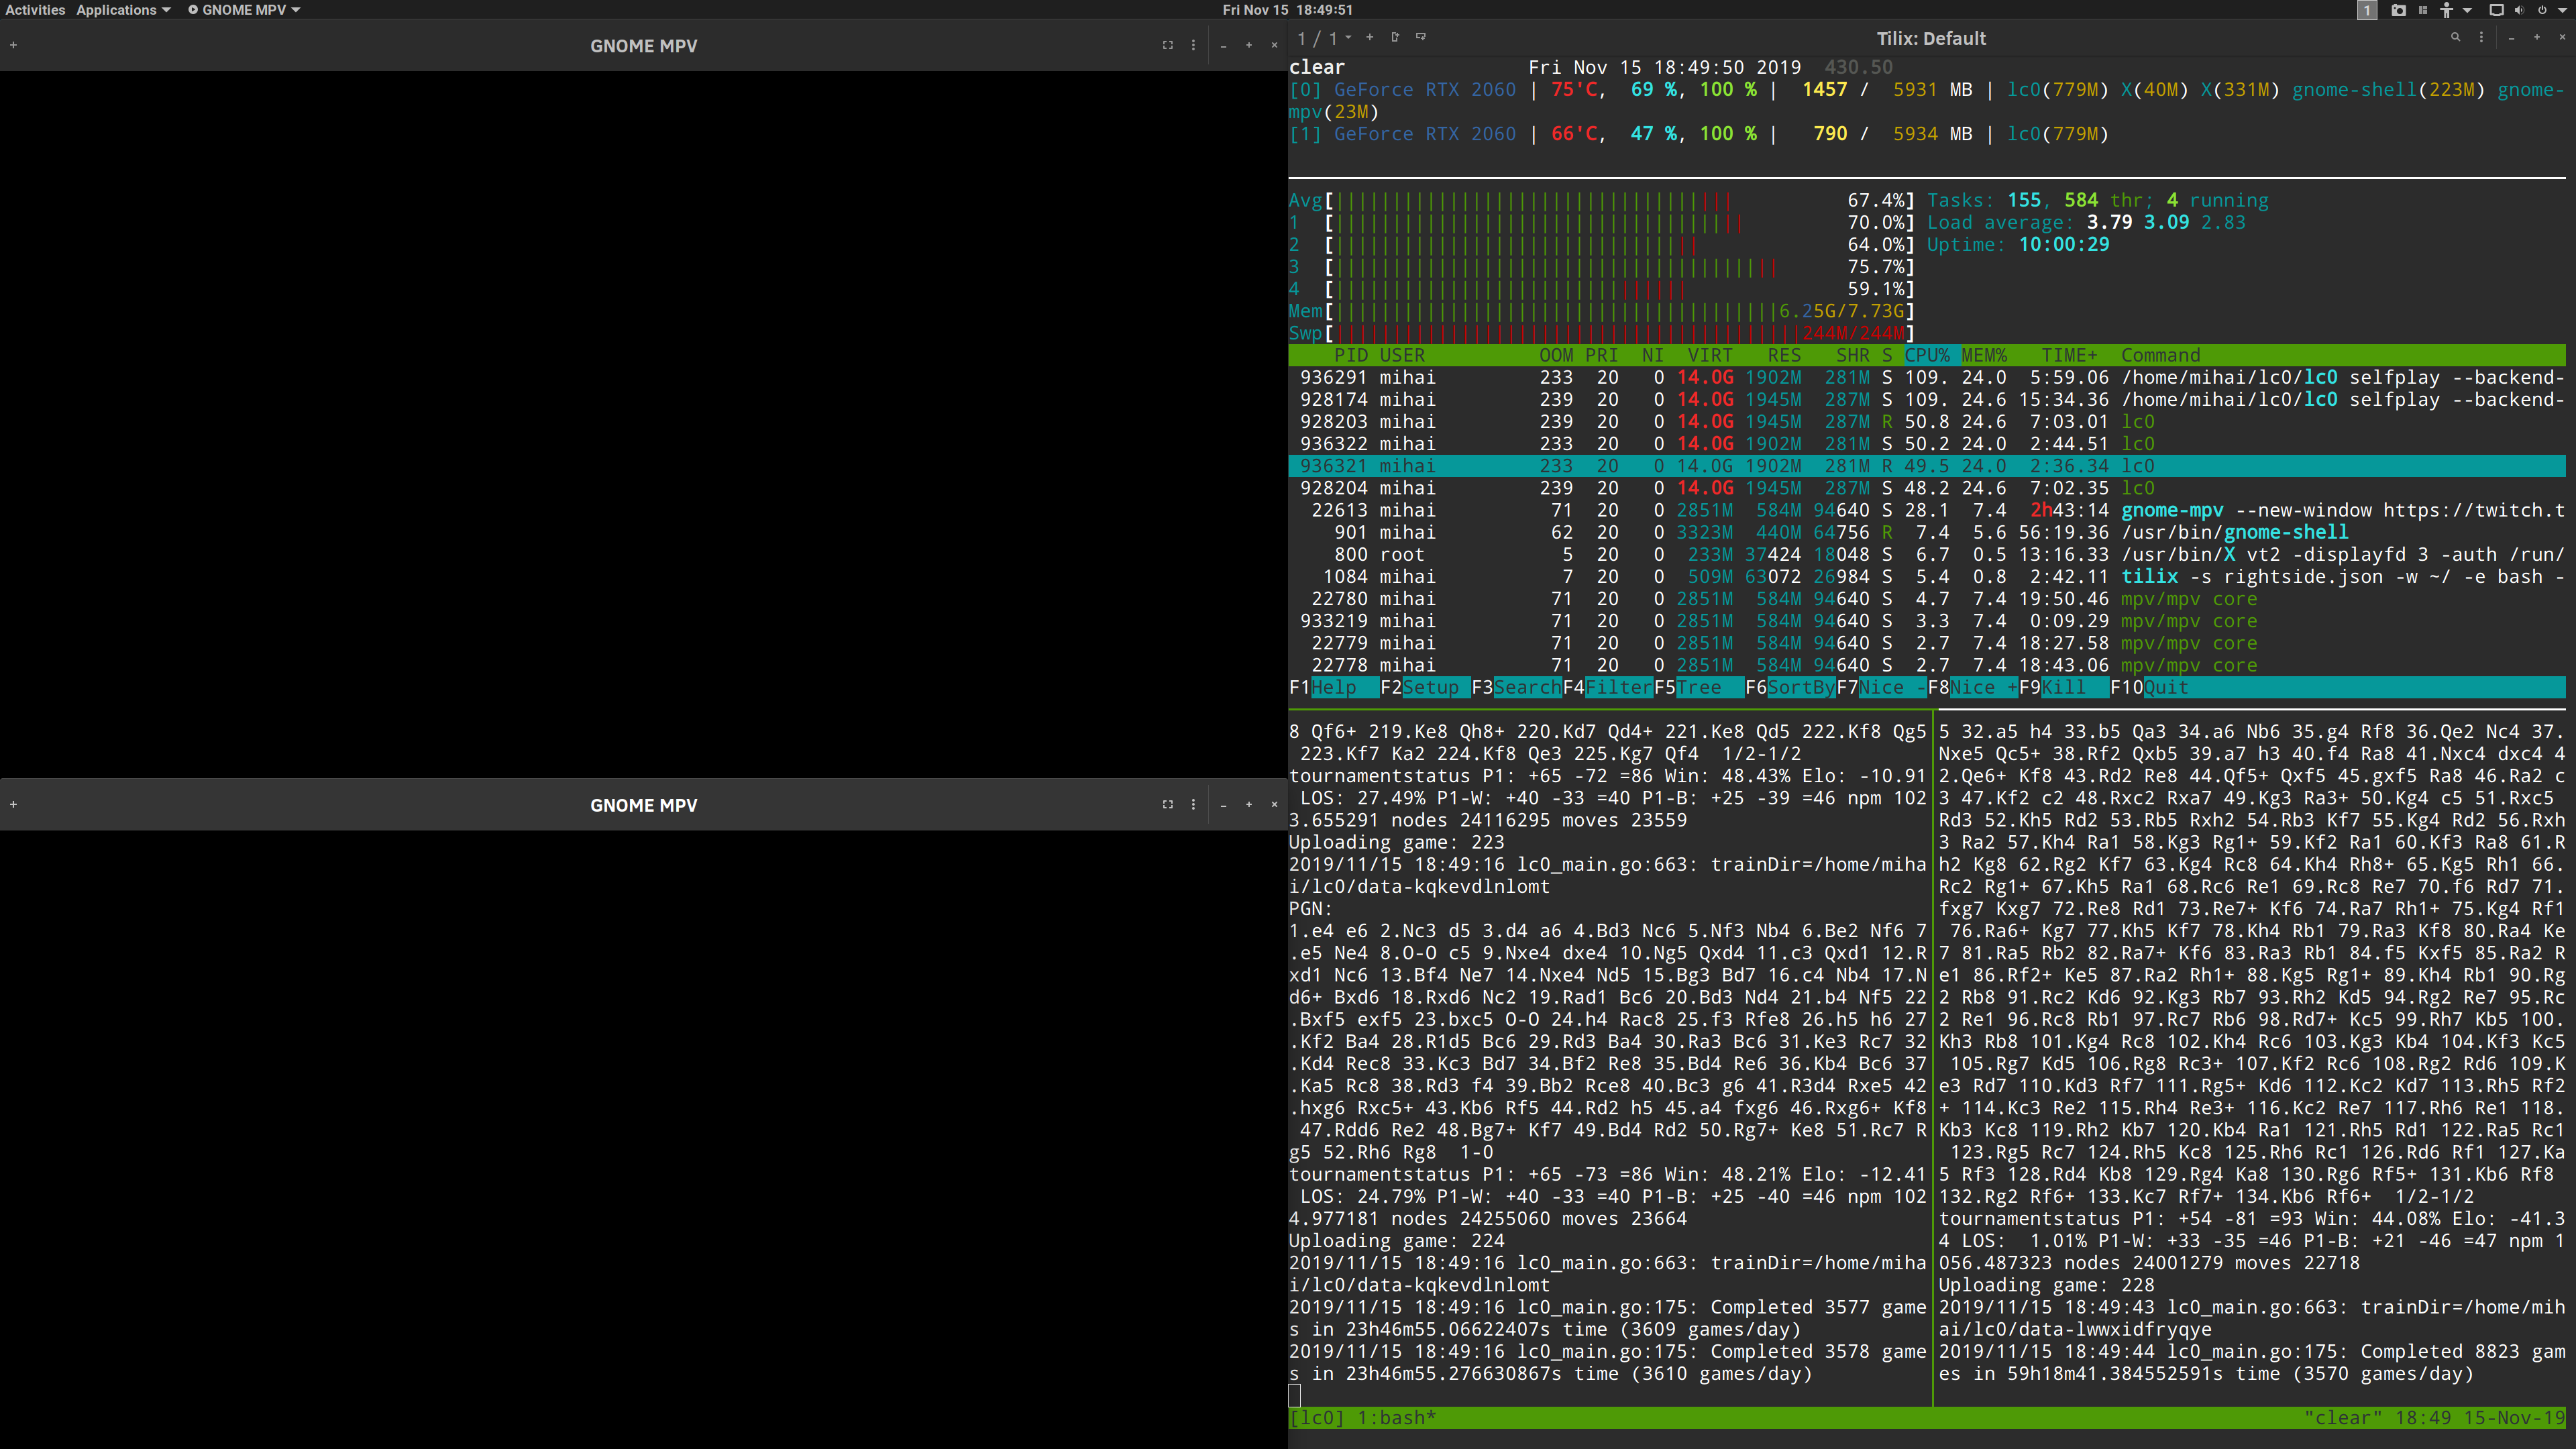 Activities Applications GNOME MPV Fri Nov 15 18:49:51 1
GNOME MPV
GNOME MPV
1 / 1 Tilix: Default
clear Fri Nov 15 18:49:50 2019 430.50
[0] GeForce RTX 2060 | 75'C, 69 %, 100 % | 1457 / 5931 MB | lc0(779M) X(40M) X(331M) gnome-shell(223M) gnome-
mpv(23M)
[1] GeForce RTX 2060 | 66'C, 47 %, 100 % | 790 / 5934 MB | lc0(779M)
Avg[ 67.4%] Tasks: 155, 584 thr; 4 running
1 [ 70.0%] Load average: 3.79 3.09 2.83
2 [ 64.0%] Uptime: 10:00:29
3 [ 75.7%]
4 [ 59.1%]
Mem[ 6.25G/7.73G]
Swp[ 244M/244M]
PID USER OOM PRI NI VIRT RES SHR S CPU% MEM% TIME+ Command
936291 mihai 233 20 0 14.0G 1902M 281M S 109. 24.0 5:59.06 /home/mihai/lc0/lc0 selfplay --backend-
928174 mihai 239 20 0 14.0G 1945M 287M S 109. 24.6 15:34.36 /home/mihai/lc0/lc0 selfplay --backend-
928203 mihai 239 20 0 14.0G 1945M 287M R 50.8 24.6 7:03.01 lc0
936322 mihai 233 20 0 14.0G 1902M 281M S 50.2 24.0 2:44.51 lc0
936321 mihai 233 20 0 14.0G 1902M 281M R 49.5 24.0 2:36.34 lc0
928204 mihai 239 20 0 14.0G 1945M 287M S 48.2 24.6 7:02.35 lc0
22613 mihai 71 20 0 2851M 584M 94640 S 28.1 7.4 2h43:14 gnome-mpv --new-window https://twitch.t
901 mihai 62 20 0 3323M 440M 64756 R 7.4 5.6 56:19.36 /usr/bin/gnome-shell
800 root 5 20 0 233M 37424 18048 S 6.7 0.5 13:16.33 /usr/bin/X vt2 -displayfd 3 -auth /run/
1084 mihai 7 20 0 509M 63072 26984 S 5.4 0.8 2:42.11 tilix -s rightside.json -w ~/ -e bash -
22780 mihai 71 20 0 2851M 584M 94640 S 4.7 7.4 19:50.46 mpv/mpv core
933219 mihai 71 20 0 2851M 584M 94640 S 3.3 7.4 0:09.29 mpv/mpv core
22779 mihai 71 20 0 2851M 584M 94640 S 2.7 7.4 18:27.58 mpv/mpv core
22778 mihai 71 20 0 2851M 584M 94640 S 2.7 7.4 18:43.06 mpv/mpv core
F1Help F2Setup F3SearchF4FilterF5Tree F6SortByF7Nice -F8Nice +F9Kill F10Quit
8 Qf6+ 219.Ke8 Qh8+ 220.Kd7 Qd4+ 221.Ke8 Qd5 222.Kf8 Qg5
223.Kf7 Ka2 224.Kf8 Qe3 225.Kg7 Qf4 1/2-1/2
tournamentstatus P1: +65 -72 =86 Win: 48.43% Elo: -10.91
LOS: 27.49% P1-W: +40 -33 =40 P1-B: +25 -39 =46 npm 102
3.655291 nodes 24116295 moves 23559
Uploading game: 223
2019/11/15 18:49:16 lc0_main.go:663: trainDir=/home/miha
i/lc0/data-kqkevdlnlomt
PGN:
1.e4 e6 2.Nc3 d5 3.d4 a6 4.Bd3 Nc6 5.Nf3 Nb4 6.Be2 Nf6 7
.e5 Ne4 8.O-O c5 9.Nxe4 dxe4 10.Ng5 Qxd4 11.c3 Qxd1 12.R
xd1 Nc6 13.Bf4 Ne7 14.Nxe4 Nd5 15.Bg3 Bd7 16.c4 Nb4 17.N
d6+ Bxd6 18.Rxd6 Nc2 19.Rad1 Bc6 20.Bd3 Nd4 21.b4 Nf5 22
.Bxf5 exf5 23.bxc5 O-O 24.h4 Rac8 25.f3 Rfe8 26.h5 h6 27
.Kf2 Ba4 28.R1d5 Bc6 29.Rd3 Ba4 30.Ra3 Bc6 31.Ke3 Rc7 32
.Kd4 Rec8 33.Kc3 Bd7 34.Bf2 Re8 35.Bd4 Re6 36.Kb4 Bc6 37
.Ka5 Rc8 38.Rd3 f4 39.Bb2 Rce8 40.Bc3 g6 41.R3d4 Rxe5 42
.hxg6 Rxc5+ 43.Kb6 Rf5 44.Rd2 h5 45.a4 fxg6 46.Rxg6+ Kf8
47.Rdd6 Re2 48.Bg7+ Kf7 49.Bd4 Rd2 50.Rg7+ Ke8 51.Rc7 R
g5 52.Rh6 Rg8 1-0
tournamentstatus P1: +65 -73 =86 Win: 48.21% Elo: -12.41
LOS: 24.79% P1-W: +40 -33 =40 P1-B: +25 -40 =46 npm 102
4.977181 nodes 24255060 moves 23664
Uploading game: 224
2019/11/15 18:49:16 lc0_main.go:663: trainDir=/home/miha
i/lc0/data-kqkevdlnlomt
2019/11/15 18:49:16 lc0_main.go:175: Completed 3577 game
s in 23h46m55.06622407s time (3609 games/day)
2019/11/15 18:49:16 lc0_main.go:175: Completed 3578 game
s in 23h46m55.276630867s time (3610 games/day)
5 32.a5 h4 33.b5 Qa3 34.a6 Nb6 35.g4 Rf8 36.Qe2 Nc4 37.
Nxe5 Qc5+ 38.Rf2 Qxb5 39.a7 h3 40.f4 Ra8 41.Nxc4 dxc4 4
2.Qe6+ Kf8 43.Rd2 Re8 44.Qf5+ Qxf5 45.gxf5 Ra8 46.Ra2 c
3 47.Kf2 c2 48.Rxc2 Rxa7 49.Kg3 Ra3+ 50.Kg4 c5 51.Rxc5
Rd3 52.Kh5 Rd2 53.Rb5 Rxh2 54.Rb3 Kf7 55.Kg4 Rd2 56.Rxh
3 Ra2 57.Kh4 Ra1 58.Kg3 Rg1+ 59.Kf2 Ra1 60.Kf3 Ra8 61.R
h2 Kg8 62.Rg2 Kf7 63.Kg4 Rc8 64.Kh4 Rh8+ 65.Kg5 Rh1 66.
Rc2 Rg1+ 67.Kh5 Ra1 68.Rc6 Re1 69.Rc8 Re7 70.f6 Rd7 71.
fxg7 Kxg7 72.Re8 Rd1 73.Re7+ Kf6 74.Ra7 Rh1+ 75.Kg4 Rf1
76.Ra6+ Kg7 77.Kh5 Kf7 78.Kh4 Rb1 79.Ra3 Kf8 80.Ra4 Ke
7 81.Ra5 Rb2 82.Ra7+ Kf6 83.Ra3 Rb1 84.f5 Kxf5 85.Ra2 R
e1 86.Rf2+ Ke5 87.Ra2 Rh1+ 88.Kg5 Rg1+ 89.Kh4 Rb1 90.Rg
2 Rb8 91.Rc2 Kd6 92.Kg3 Rb7 93.Rh2 Kd5 94.Rg2 Re7 95.Rc
2 Re1 96.Rc8 Rb1 97.Rc7 Rb6 98.Rd7+ Kc5 99.Rh7 Kb5 100.
Kh3 Rb8 101.Kg4 Rc8 102.Kh4 Rc6 103.Kg3 Kb4 104.Kf3 Kc5
105.Rg7 Kd5 106.Rg8 Rc3+ 107.Kf2 Rc6 108.Rg2 Rd6 109.K
e3 Rd7 110.Kd3 Rf7 111.Rg5+ Kd6 112.Kc2 Kd7 113.Rh5 Rf2
+ 114.Kc3 Re2 115.Rh4 Re3+ 116.Kc2 Re7 117.Rh6 Re1 118.
Kb3 Kc8 119.Rh2 Kb7 120.Kb4 Ra1 121.Rh5 Rd1 122.Ra5 Rc1
123.Rg5 Rc7 124.Rh5 Kc8 125.Rh6 Rc1 126.Rd6 Rf1 127.Ka
5 Rf3 128.Rd4 Kb8 129.Rg4 Ka8 130.Rg6 Rf5+ 131.Kb6 Rf8
132.Rg2 Rf6+ 133.Kc7 Rf7+ 134.Kb6 Rf6+ 1/2-1/2
tournamentstatus P1: +54 -81 =93 Win: 44.08% Elo: -41.3
4 LOS: 1.01% P1-W: +33 -35 =46 P1-B: +21 -46 =47 npm 1
056.487323 nodes 24001279 moves 22718
Uploading game: 228
2019/11/15 18:49:43 lc0_main.go:663: trainDir=/home/mih
ai/lc0/data-lwwxidfryqye
2019/11/15 18:49:44 lc0_main.go:175: Completed 8823 gam
es in 59h18m41.384552591s time (3570 games/day)
[lc0] 1:bash* "clear" 18:49 15-Nov-19